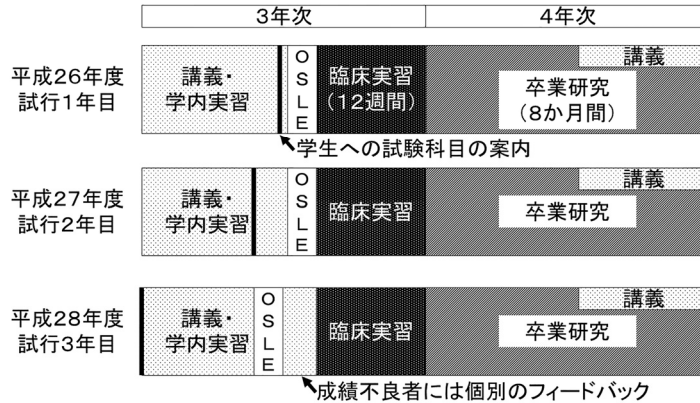 3年次 4年次
平成26年度
試行1年目
講義・
学内実習
OSLE
臨床実習
(12週間)
講義
卒業研究
(8か月間)
学生への試験科目の案内
平成27年度
試行2年目
講義・
学内実習
OSLE
臨床実習
講義
卒業研究
平成28年度
試行3年目
講義・
学内実習
OSLE
臨床実習
講義
卒業研究
成績不良者には個別のフィードバック